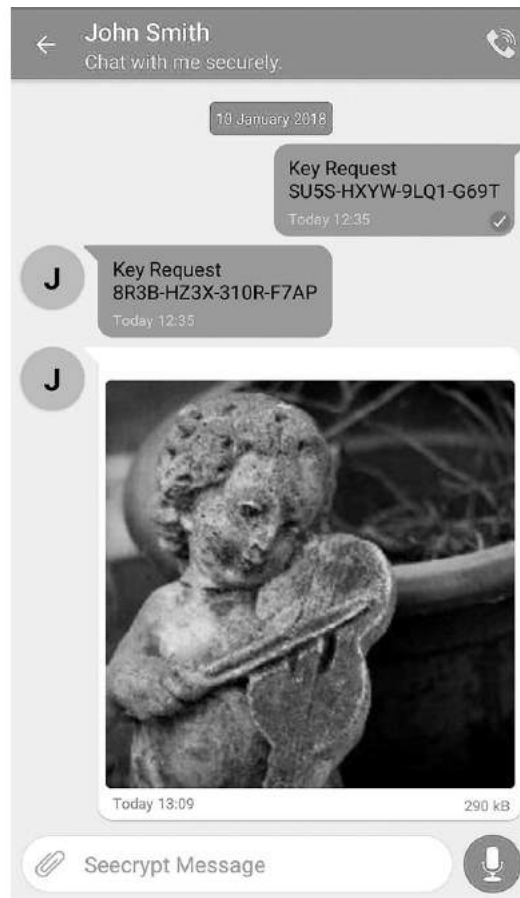 John Smith
Chat with me securely.
10 January 2018
Key Request
SU5S-HXYW-9LQ1-G69T
Today 12:35
J
Key Request
8R3B-HZ3X-310R-F7AP
Today 12:35
J
Today 13:09
290 kB
Seecrypt Message